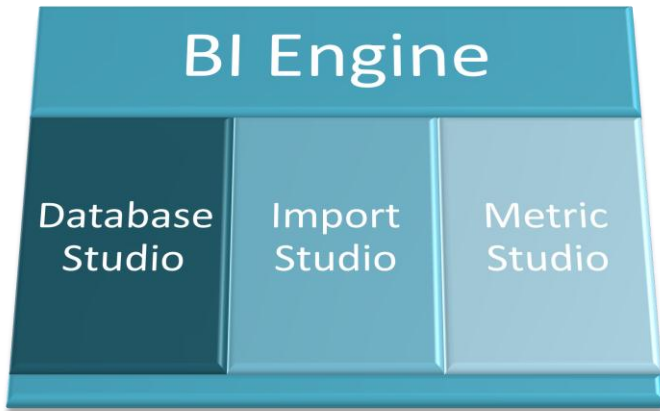 BI Engine
Database
Studio
Import
Studio
Metric
Studio